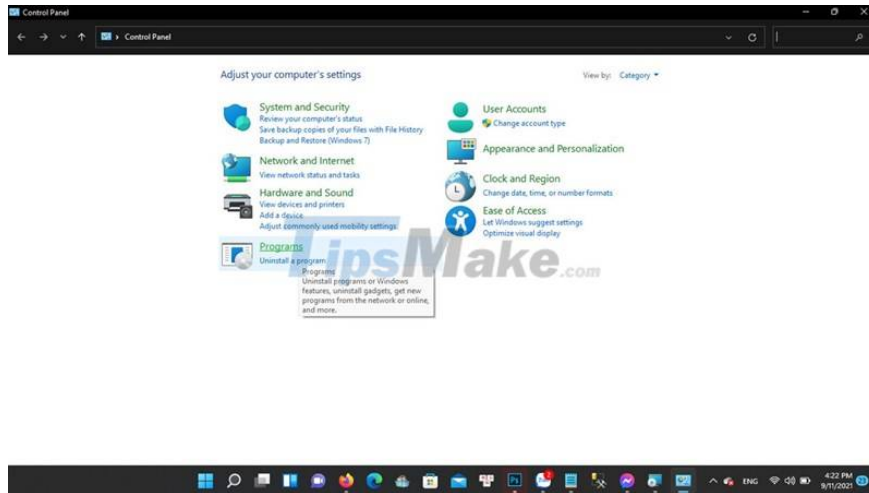 Control Panel
Control Panel
Adjust your computer's settings
View by: Category
System and Security
Review your computer's status
Save backup copies of your files with File History
Backup and Restore (Windows 7)
Network and Internet
View network status and tasks
Hardware and Sound
View devices and printers
Add a device
Adjust commonly used mobility settings
Programs
Uninstall a program
Programs
Uninstall programs or Windows
features, uninstall gadgets, get new
programs from the network or online,
and more.
User Accounts
Change account type
Appearance and Personalization
Clock and Region
Change date, time, or number formats
Ease of Access
Let Windows suggest settings
Optimize visual display
TipsMake.com
ENG
4:22 PM
9/11/2021